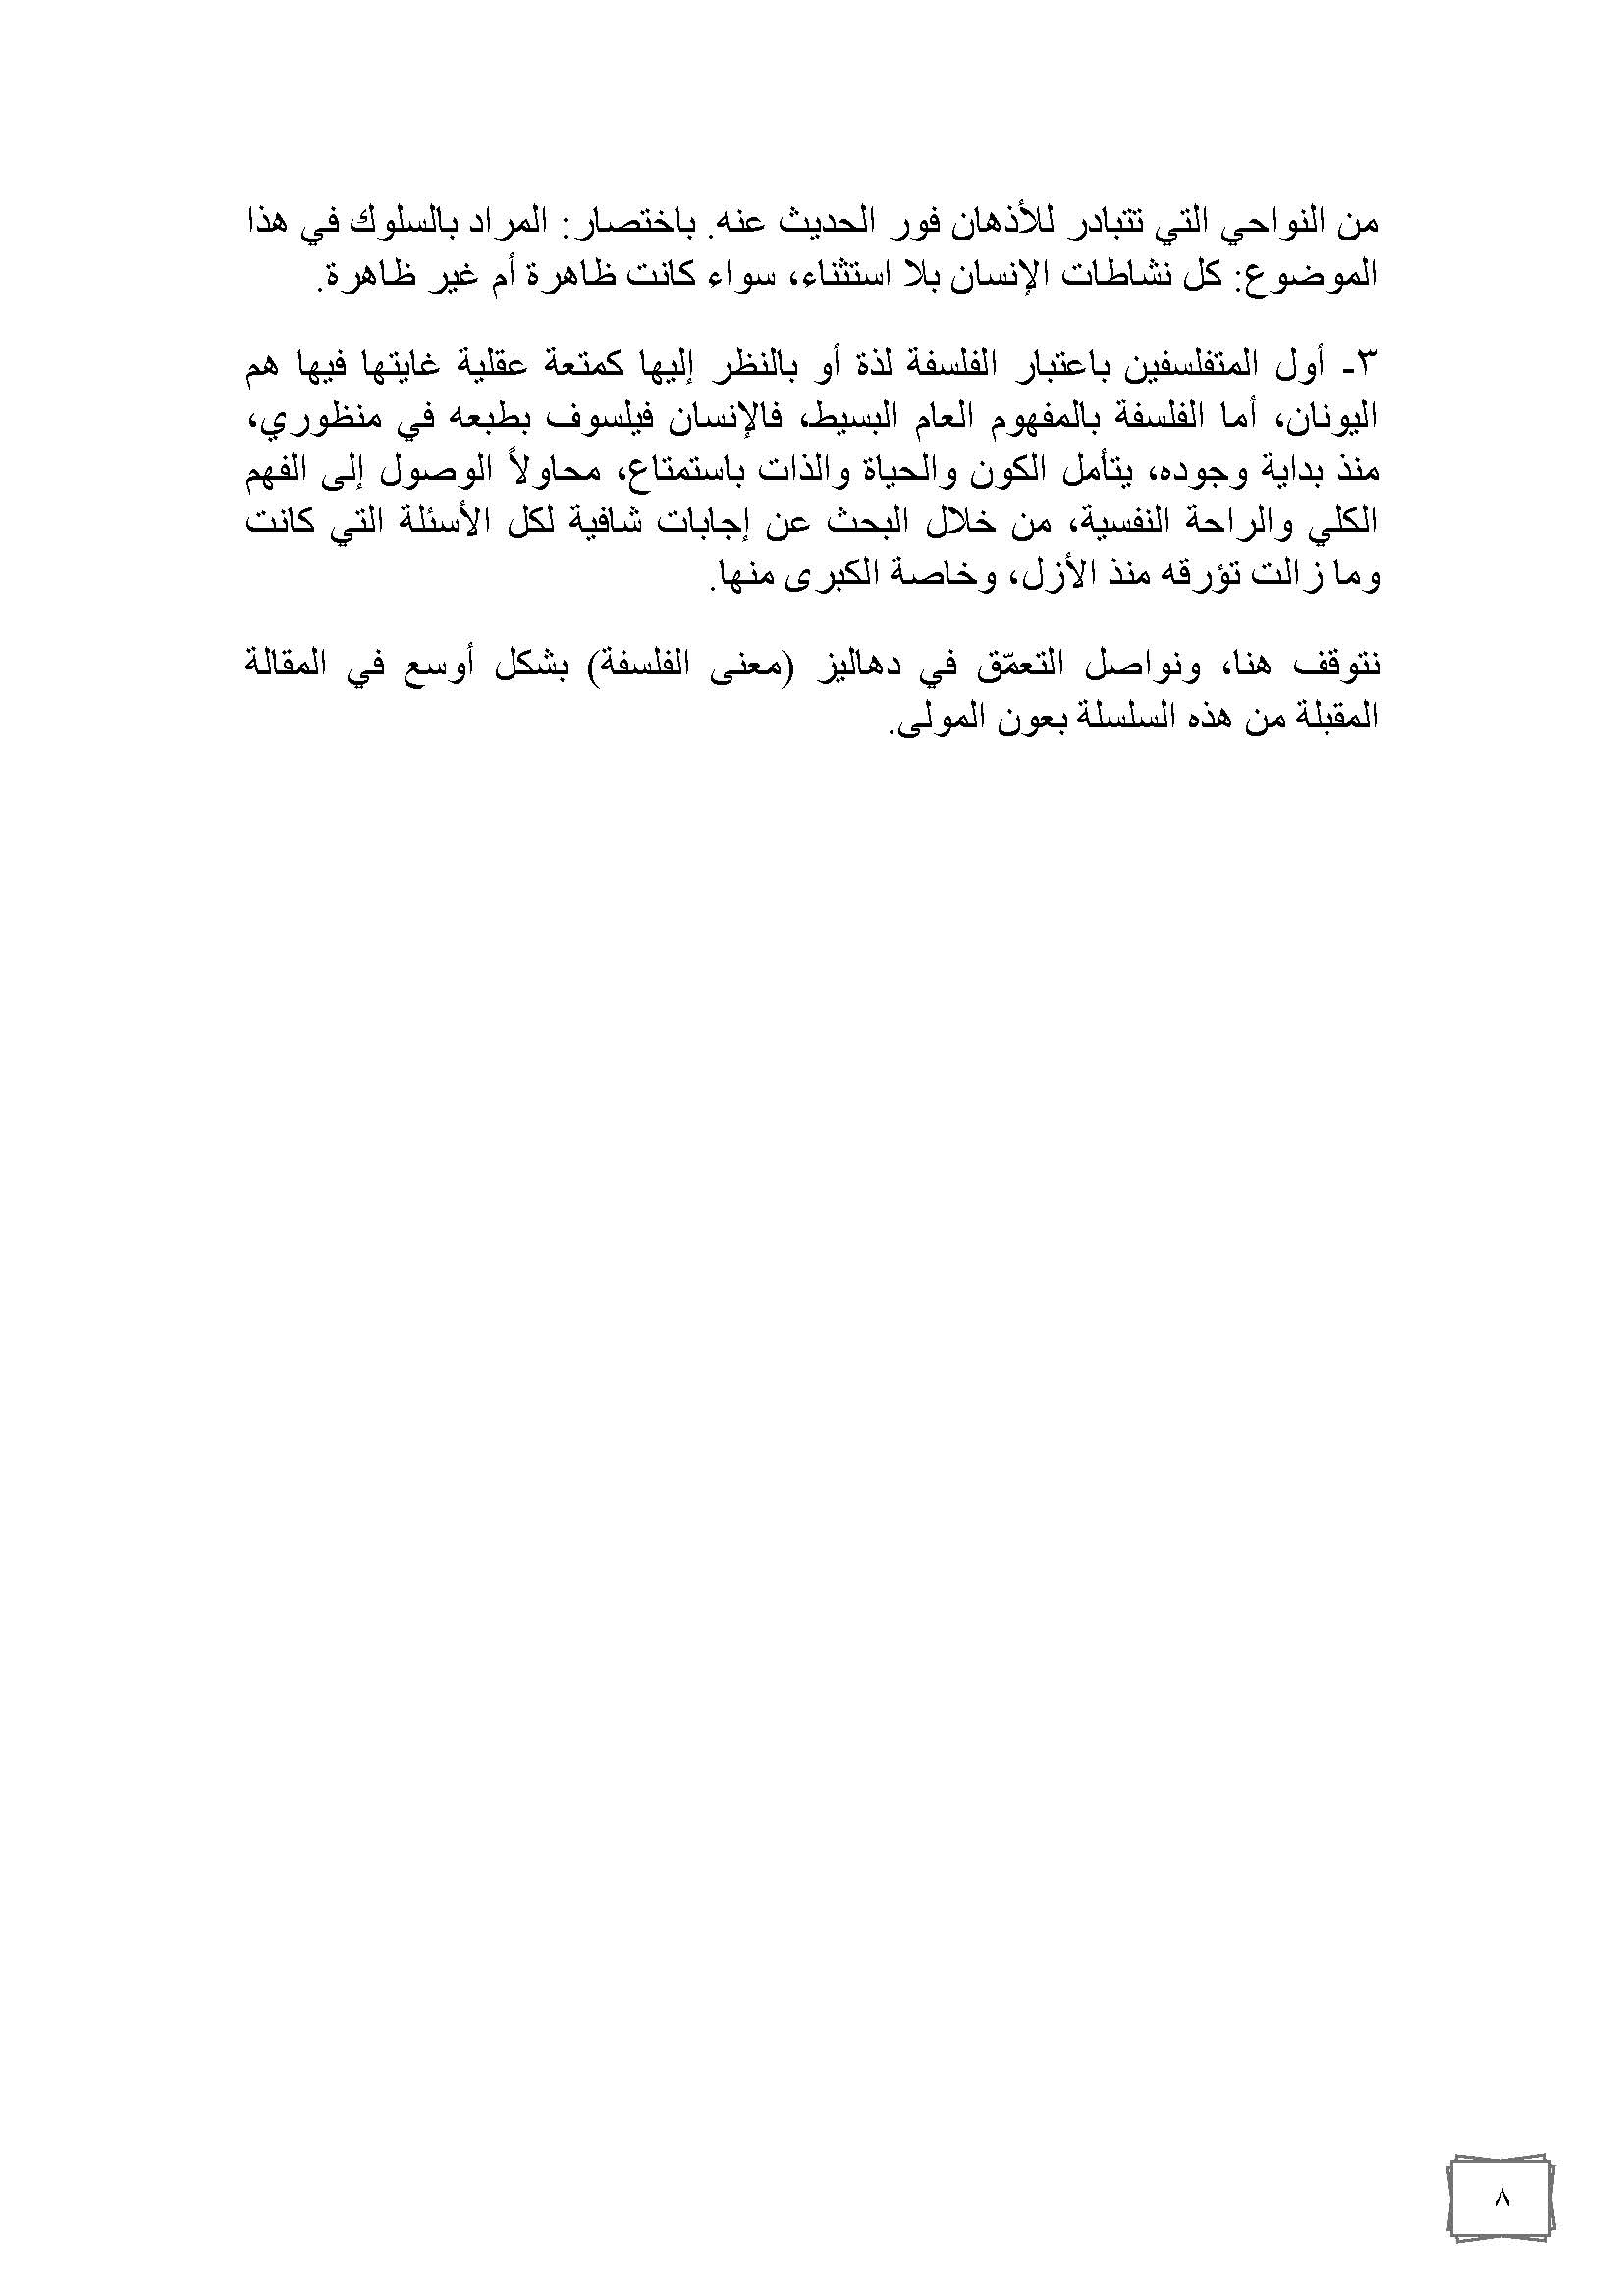 من النواحي التي تتبادر للأذهان فور الحديث عنه. باختصار: المراد بالسلوك في هذا
الموضوع: كل نشاطات الإنسان بلا استثناء، سواء كانت ظاهرة أم غير ظاهرة.
٣- أول المتفلسفين باعتبار الفلسفة لذة أو بالنظر إليها كمتعة عقلية غايتها فيها هم
اليونان، أما الفلسفة بالمفهوم العام البسيط، فالإنسان فيلسوف بطبعه في منظوري،
منذ بداية وجوده، يتأمل الكون والحياة والذات باستمتاع، محاولاً الوصول إلى الفهم
الكلي والراحة النفسية، من خلال البحث عن إجابات شافية لكل الأسئلة التي كانت
وما زالت تؤرقه منذ الأزل، وخاصة الكبرى منها.
نتوقف هنا، ونواصل التعمّق في دهاليز (معنى الفلسفة) بشكل أوسع في المقالة
المقبلة من هذه السلسلة بعون المولى.
٨